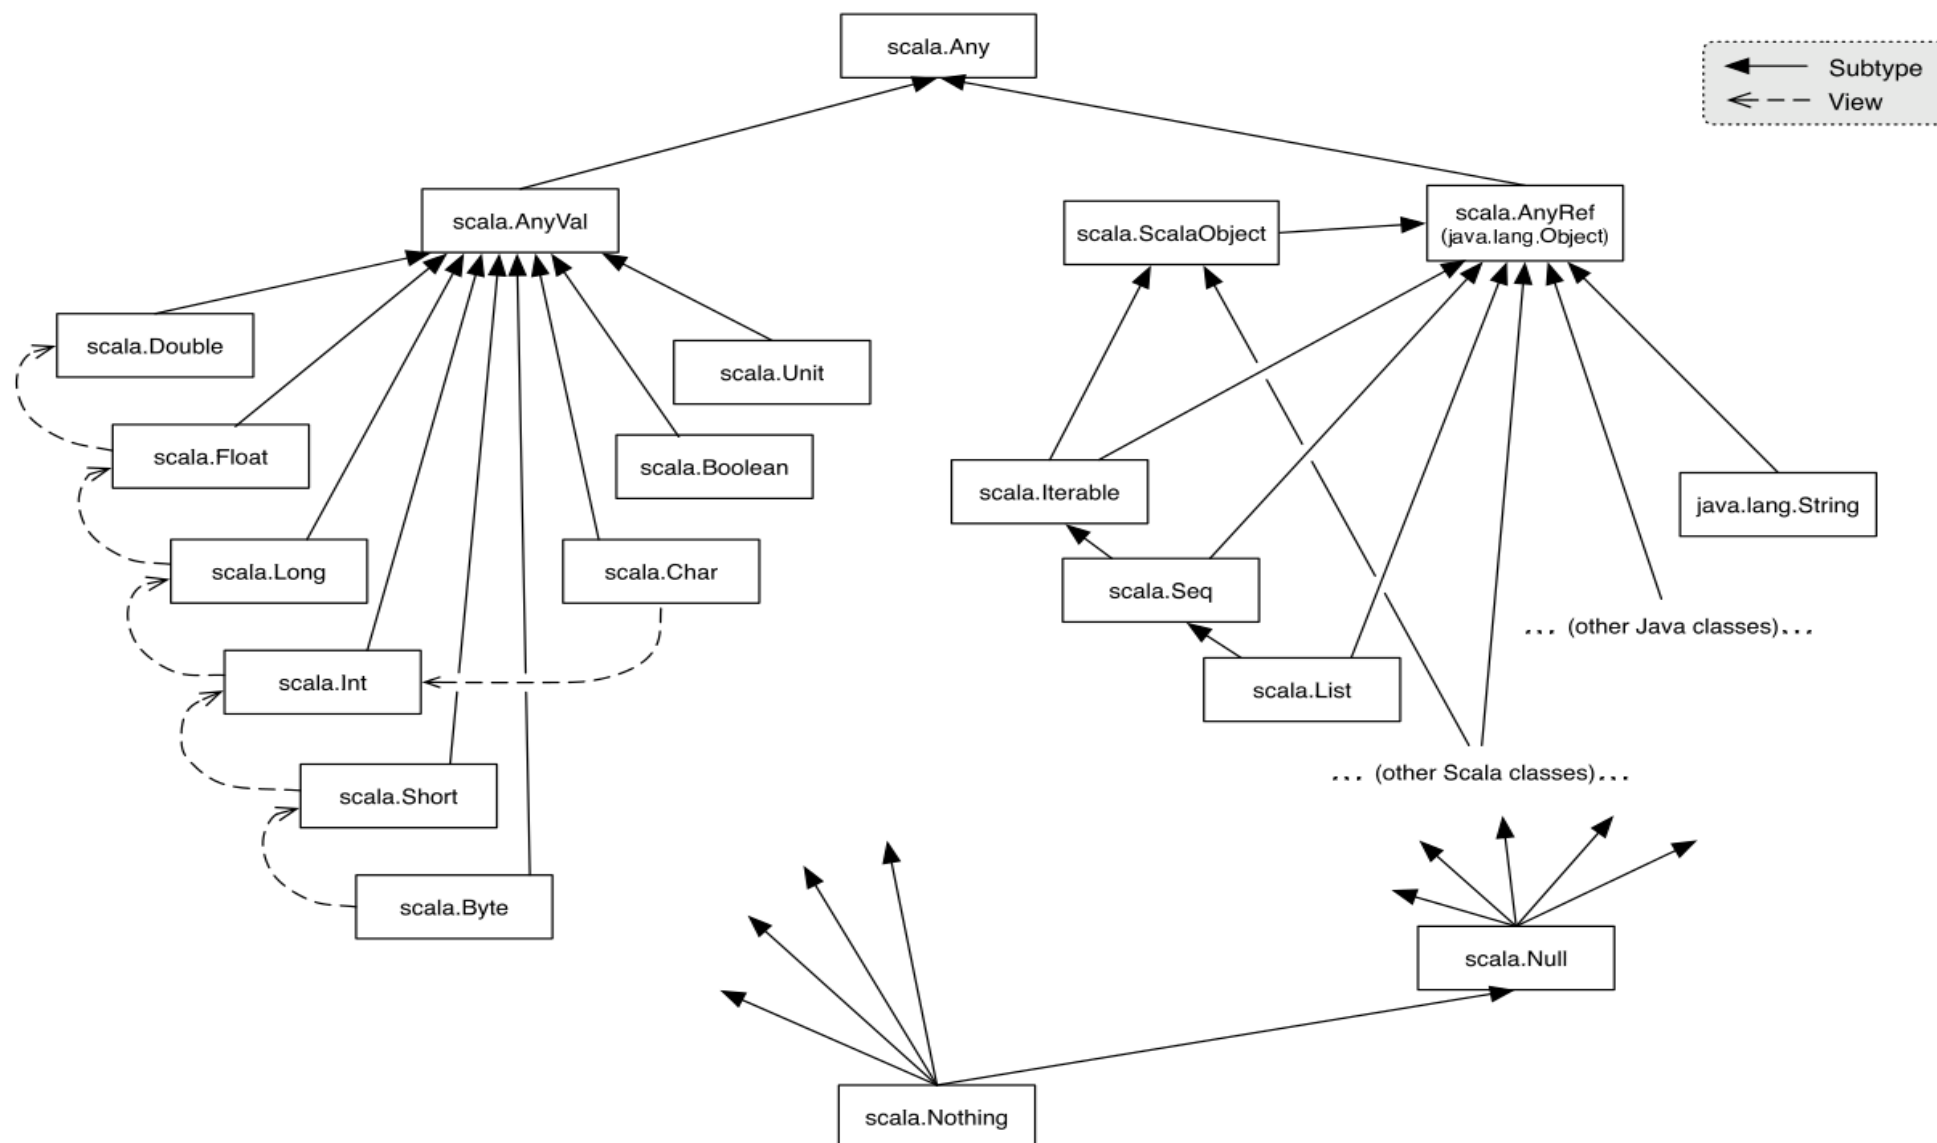 scala.Any
Subtype
View
scala.AnyVal
scala.ScalaObject
scala.AnyRef
(java.lang.Object)
scala.Double
scala.Unit
scala.Float
scala.Boolean
scala.Iterable
java.lang.String
scala.Long
scala.Char
scala.Seq
... (other Java classes)...
scala.Int
scala.List
... (other Scala classes)...
scala.Short
scala.Byte
scala.Null
scala.Nothing